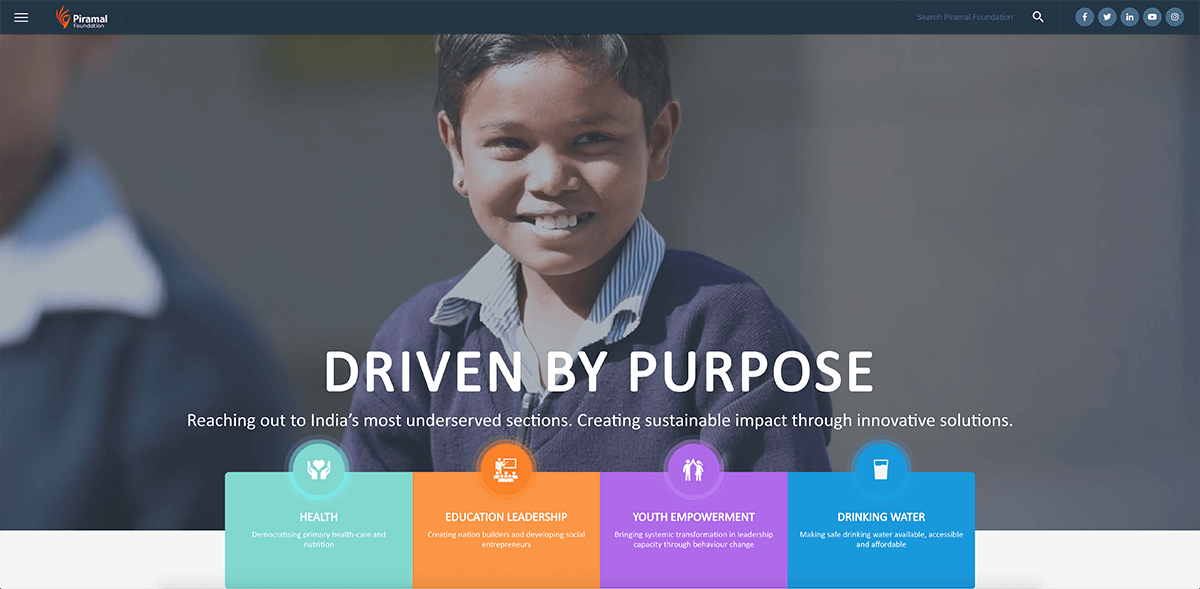 Piramal
Foundation
Search Piramal Foundation
DRIVEN BY PURPOSE
Reaching out to India's most underserved sections. Creating sustainable impact through innovative solutions.
HEALTH
Democratising primary health-care and
nutrition
EDUCATION LEADERSHIP
Creating nation builders and developing social
entrepreneurs
YOUTH EMPOWERMENT
Bringing systemic transformation in leadership
capacity through behaviour change
DRINKING WATER
Making safe drinking water available, accessible
and affordable